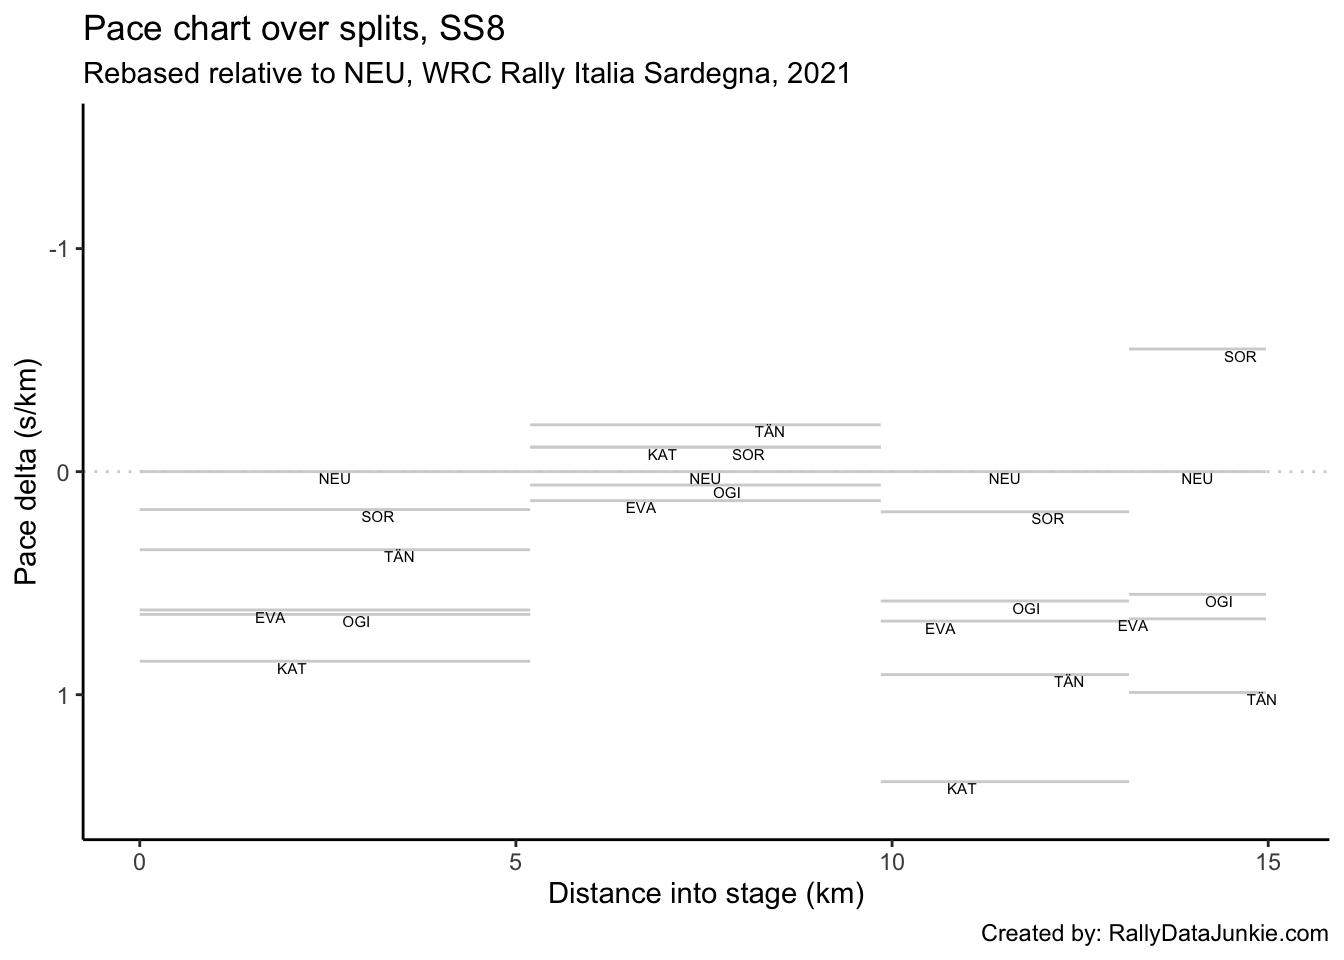 Pace chart over splits, SS8
Rebased relative to NEU, WRC Rally Italia Sardegna, 2021
Pace delta (s/km)
-1
0
1
SOR
TÄN
KAT SOR
NEU NEU NEU NEU
OGI
EVA
SOR SOR
TÄN
OGI OGI
EVA OGI EVA EVA
KAT TÄN TÄN
KAT
0 5 10 15
Distance into stage (km)
Created by: RallyDataJunkie.com